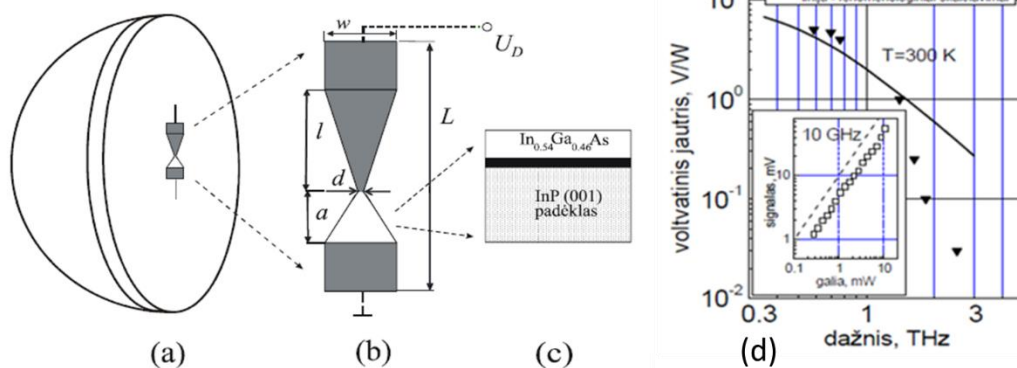 w
U_D
l
L
d
a
In0.54Ga0.46As
InP (001)
padėklas
(a)
(b)
(c)
10
T=300 K
10^0
10^-1
10^-2
voltvatinis jautris, V/W
10 GHz
signalas, mV
10
1
0.1
1
10
galia, mW
0.3
1
3
dažnis, THz
(d)